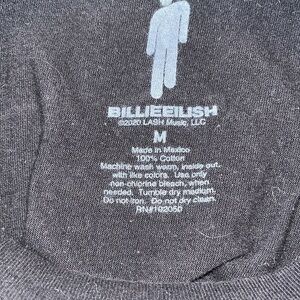 BILLIEEILISH
©2020 LASH Music, LLC
M
Made in Mexico
100% Cotton
Machine wash warm, inside out,
with like colors. Use only
non-chlorine bleach, when
needed. Tumble dry medium.
Do not iron. Do not dry clean.
RN#192050